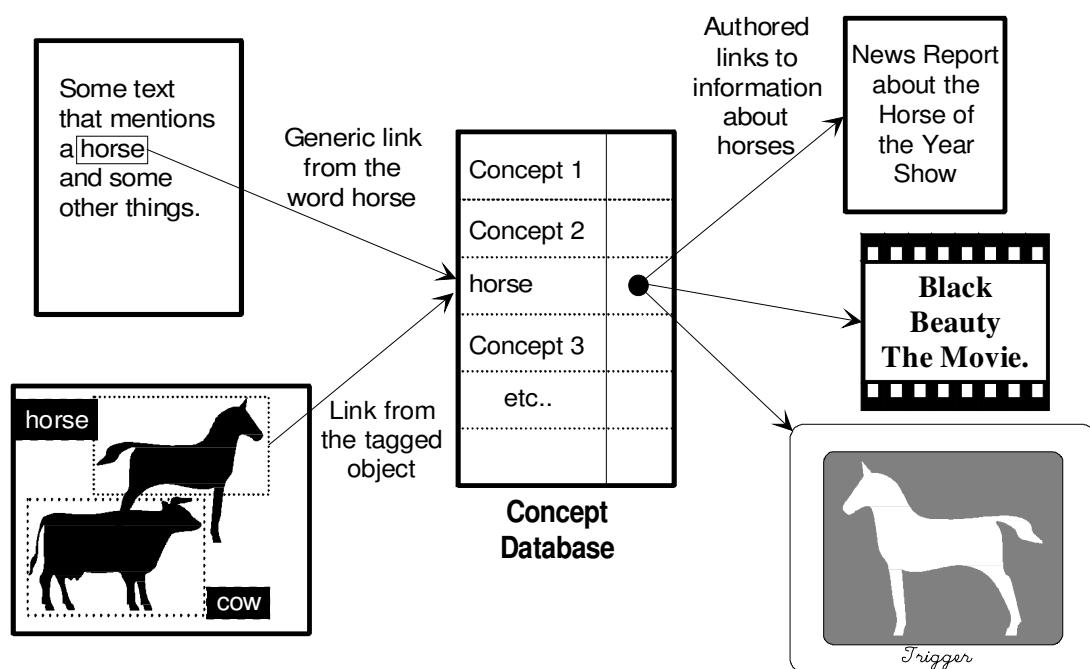 Some text
that mentions
a horse
and some
other things.
Generic link
from the
word horse
horse
cow
Link from
the tagged
object
Concept 1
Concept 2
horse
Concept 3
etc..
Concept
Database
Authored
links to
information
about
horses
News Report
about the
Horse of
the Year
Show
Black
Beauty
The Movie.
Trigger